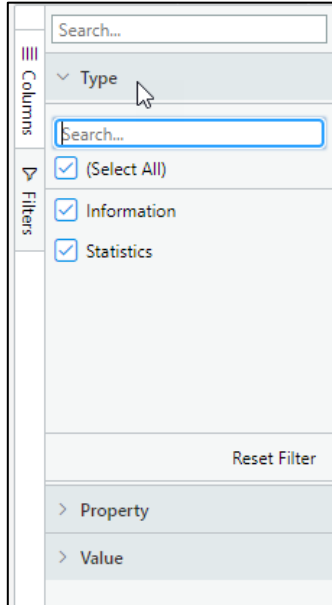 Columns
Filters
Search...
Type
Search...
(Select All)
Information
Statistics
Reset Filter
Property
Value